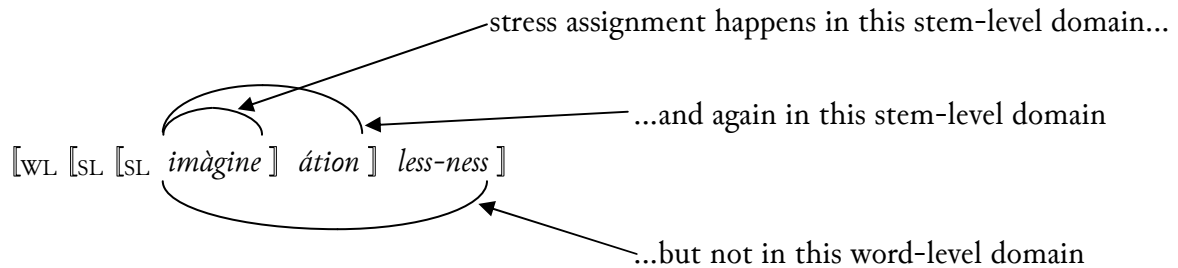 stress assignment happens in this stem-level domain...
...and again in this stem-level domain
⟦WL ⟦SL ⟦SL imàgine⟧ átion⟧ less-ness⟧
...but not in this word-level domain